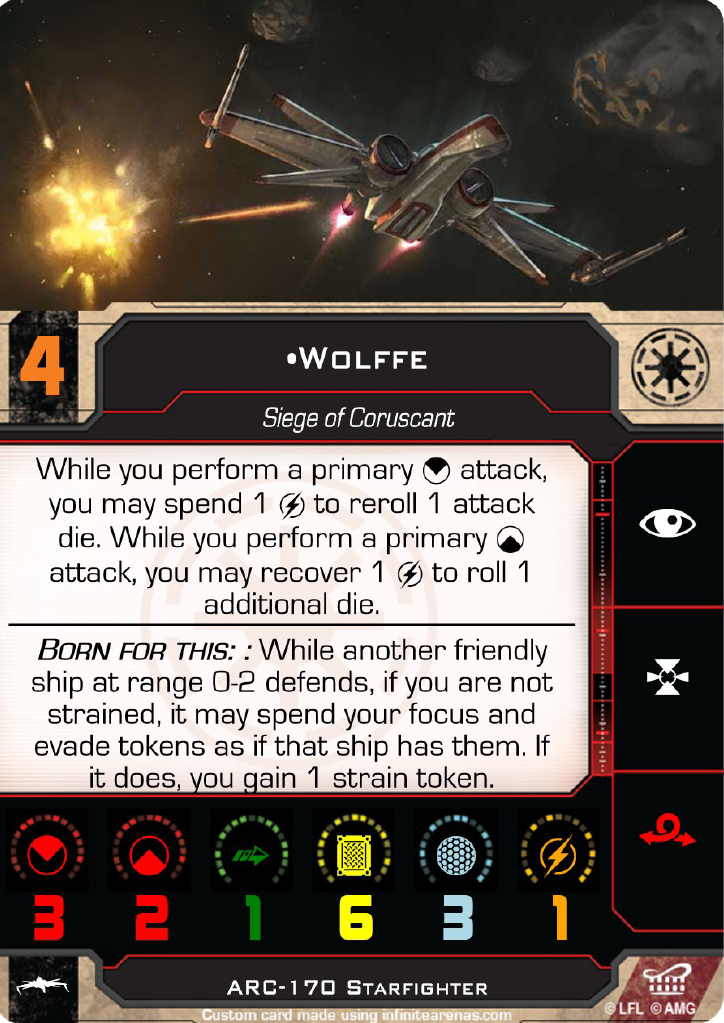 4
•Wolffe
Siege of Coruscant
While you perform a primary attack,
you may spend 1 to reroll 1 attack
die. While you perform a primary
attack, you may recover 1 to roll 1
additional die.
Born for this: : While another friendly
ship at range 0-2 defends, if you are not
strained, it may spend your focus and
evade tokens as if that ship has them. If
it does, you gain 1 strain token.
3 2 1 6 3 1
ARC-170 Starfighter
© LFL © AMG
Custom card made using infinitearenas.com